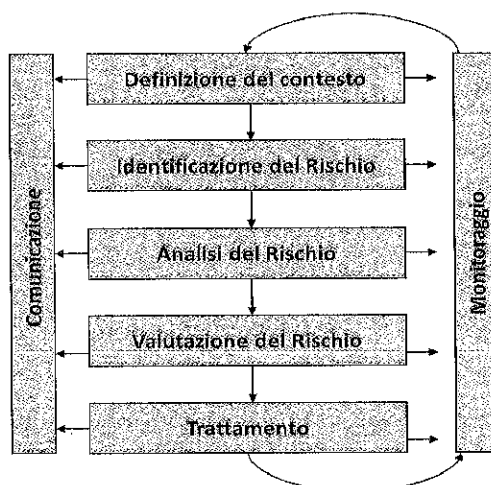 Definizione del contesto
Identificazione del Rischio
Analisi del Rischio
Valutazione del Rischio
Trattamento
Comunicazione
Monitoraggio